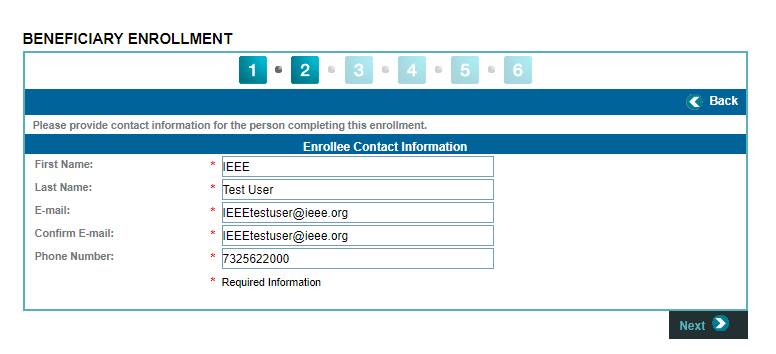 BENEFICIARY ENROLLMENT
1 2 3 4 5 6
Back
Please provide contact information for the person completing this enrollment.
Enrollee Contact Information
First Name: * IEEE
Last Name: * Test User
E-mail: * IEEEtestuser@ieee.org
Confirm E-mail: * IEEEtestuser@ieee.org
Phone Number: * 7325622000
* Required Information
Next